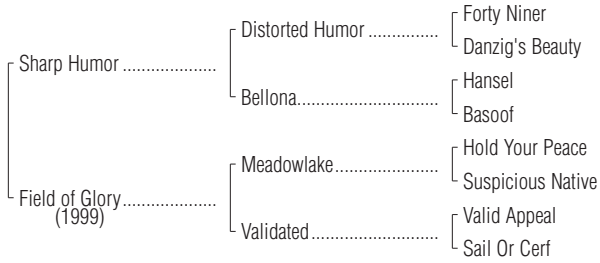 Forty Niner
Distorted Humor ................
Danzig's Beauty
Sharp Humor ....................
Hansel
Bellona..............................
Basoof
Hold Your Peace
Meadowlake......................
Suspicious Native
Field of Glory....................
(1999)
Valid Appeal
Validated...........................
Sail Or Cerf